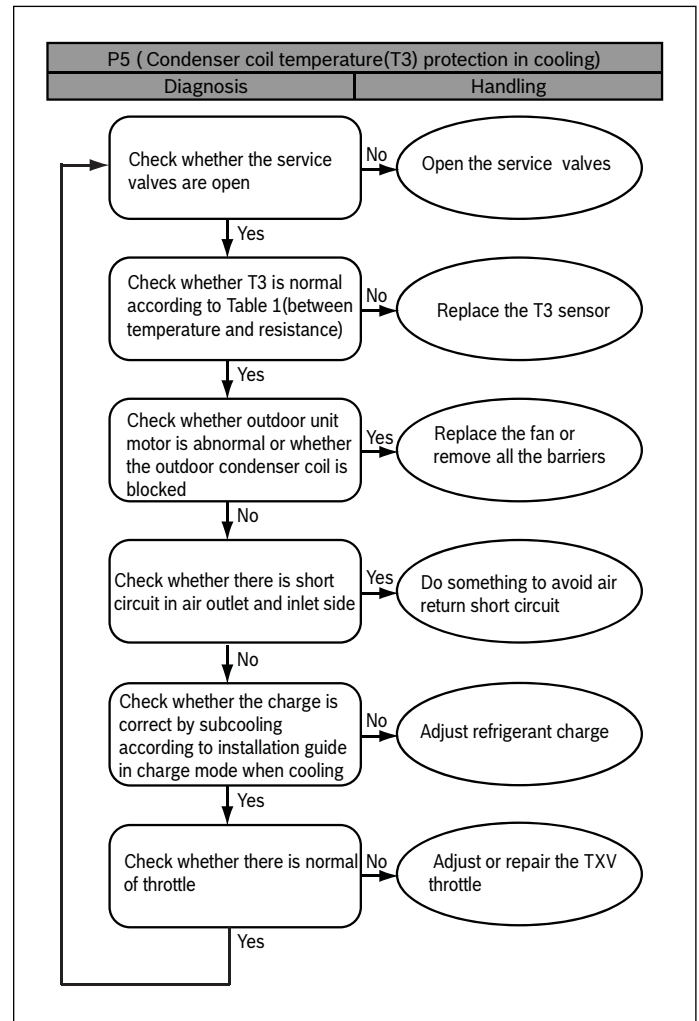 P5 ( Condenser coil temperature(T3) protection in cooling)
Diagnosis
Handling
Check whether the service
valves are open
No
Open the service valves
Yes
Check whether T3 is normal
according to Table 1(between
temperature and resistance)
No
Replace the T3 sensor
Yes
Check whether outdoor unit
motor is abnormal or whether
the outdoor condenser coil is
blocked
Yes
Replace the fan or
remove all the barriers
No
Check whether there is short
circuit in air outlet and inlet side
Yes
Do something to avoid air
return short circuit
No
Check whether the charge is
correct by subcooling
according to installation guide
in charge mode when cooling
No
Adjust refrigerant charge
Yes
Check whether there is normal
of throttle
No
Adjust or repair the TXV
throttle
Yes